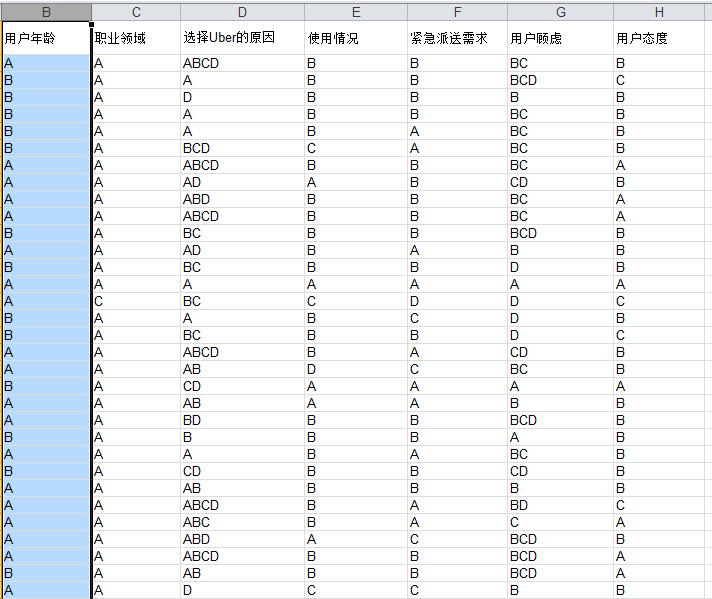 B C D E F G H
用户年龄 职业领域 选择Uber的原因 使用情况 紧急派送需求 用户顾虑 用户态度
A A ABCD B B BC B
B A A B B BCD C
B A D B B B B
B A A B B BC B
B A A B A BC B
B A BCD C A BC B
A A ABCD B B BC A
A A AD A B CD B
A A ABD B B BC A
A A ABCD B B BC A
B A BC B B BCD B
A A AD B A B B
B A BC B B D B
A A A A A A A
A C BC C D D C
B A A B C D B
B A BC B B D C
A A ABCD B A CD B
A A AB D C BC B
B A CD A A A A
A A AB A A B B
A A BD B B BCD B
B A B B B A B
A A A B A BC B
B A CD B B CD B
A A AB B B B B
A A ABCD B A BD C
A A ABC B A C A
A A ABD A C BCD B
A A ABCD B B BCD A
B A AB B B BCD A
A A D C C B B